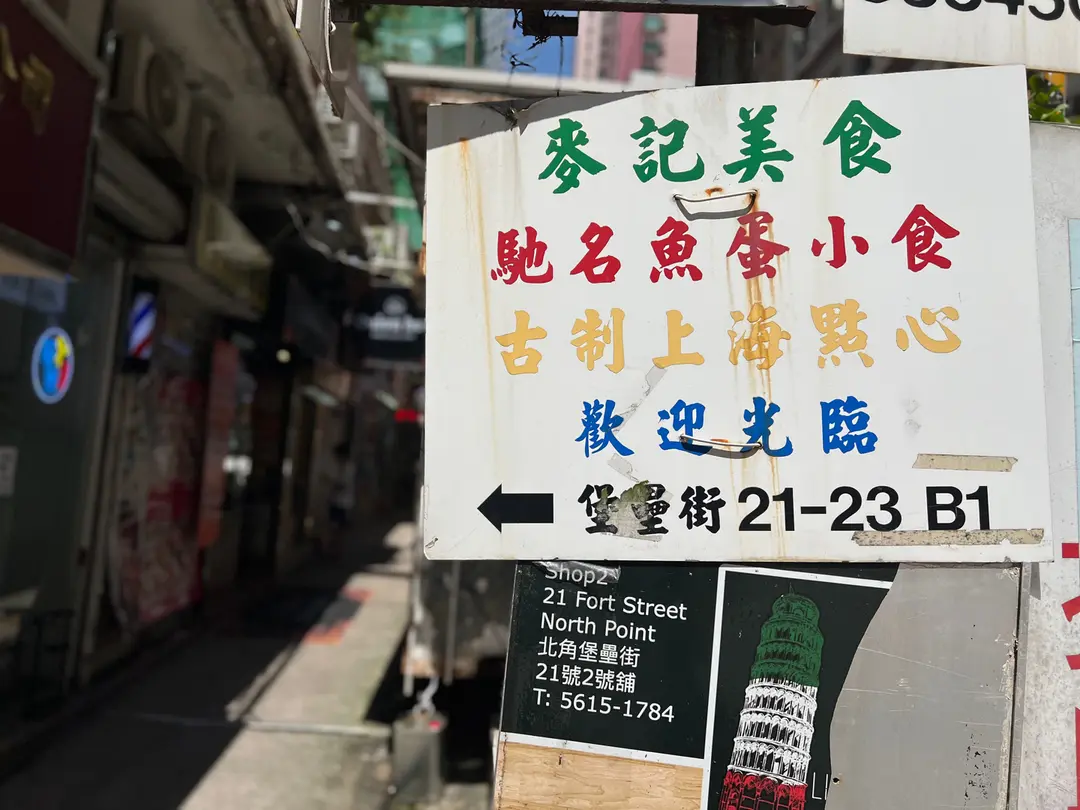 麥記美食
馳名魚蛋小食
古制上海點心
歡迎光臨
堡壘街 21-23 B1
Shop2
21 Fort Street
North Point
北角堡壘街
21號2號舖
T: 5615-1784